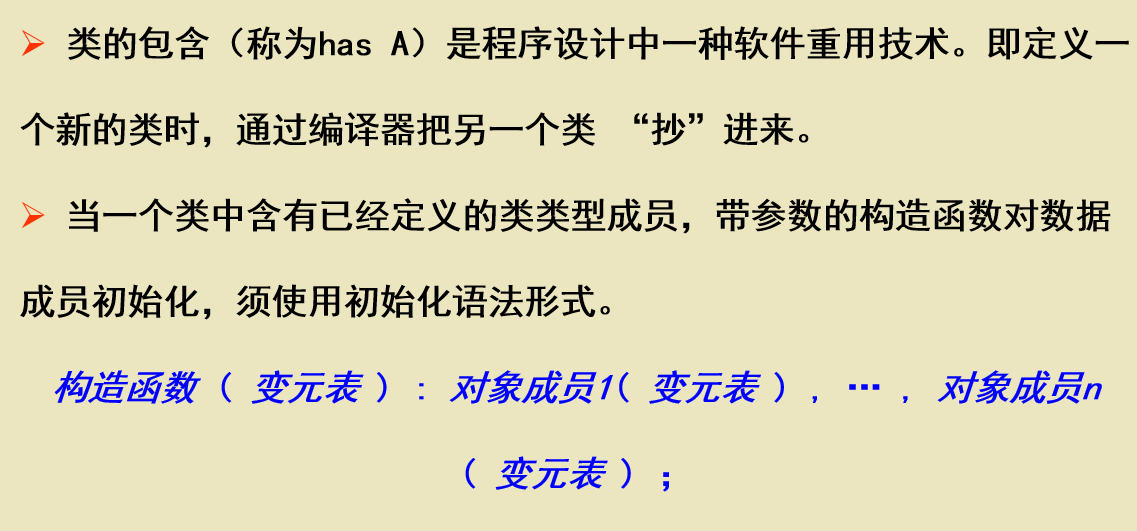 ➢ 类的包含（称为has A）是程序设计中一种软件重用技术。即定义一
个新的类时，通过编译器把另一个类 “抄”进来。
➢ 当一个类中含有已经定义的类类型成员，带参数的构造函数对数据
成员初始化，须使用初始化语法形式。
构造函数 ( 变元表 ) : 对象成员1( 变元表 ) , … , 对象成员n
( 变元表 ) ;